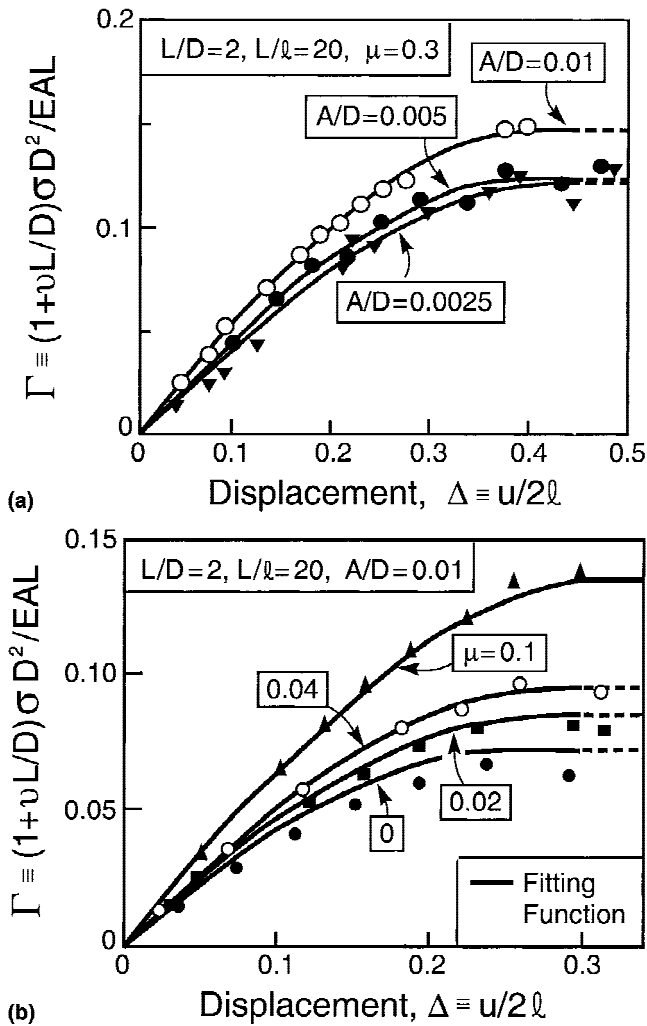 0.2
L/D=2, L/ℓ=20, μ=0.3
A/D=0.01
A/D=0.005
0.1
A/D=0.0025
0
Γ ≡ (1+υL/D)σD²/EAL
0 0.1 0.2 0.3 0.4 0.5
(a)
Displacement, Δ ≡ u/2ℓ
0.15
L/D=2, L/ℓ=20, A/D=0.01
μ=0.1
0.10
0.04
0.05
0.02
0
Fitting
Function
0
Γ ≡ (1+υL/D)σD²/EAL
0 0.1 0.2 0.3
(b)
Displacement, Δ ≡ u/2ℓ